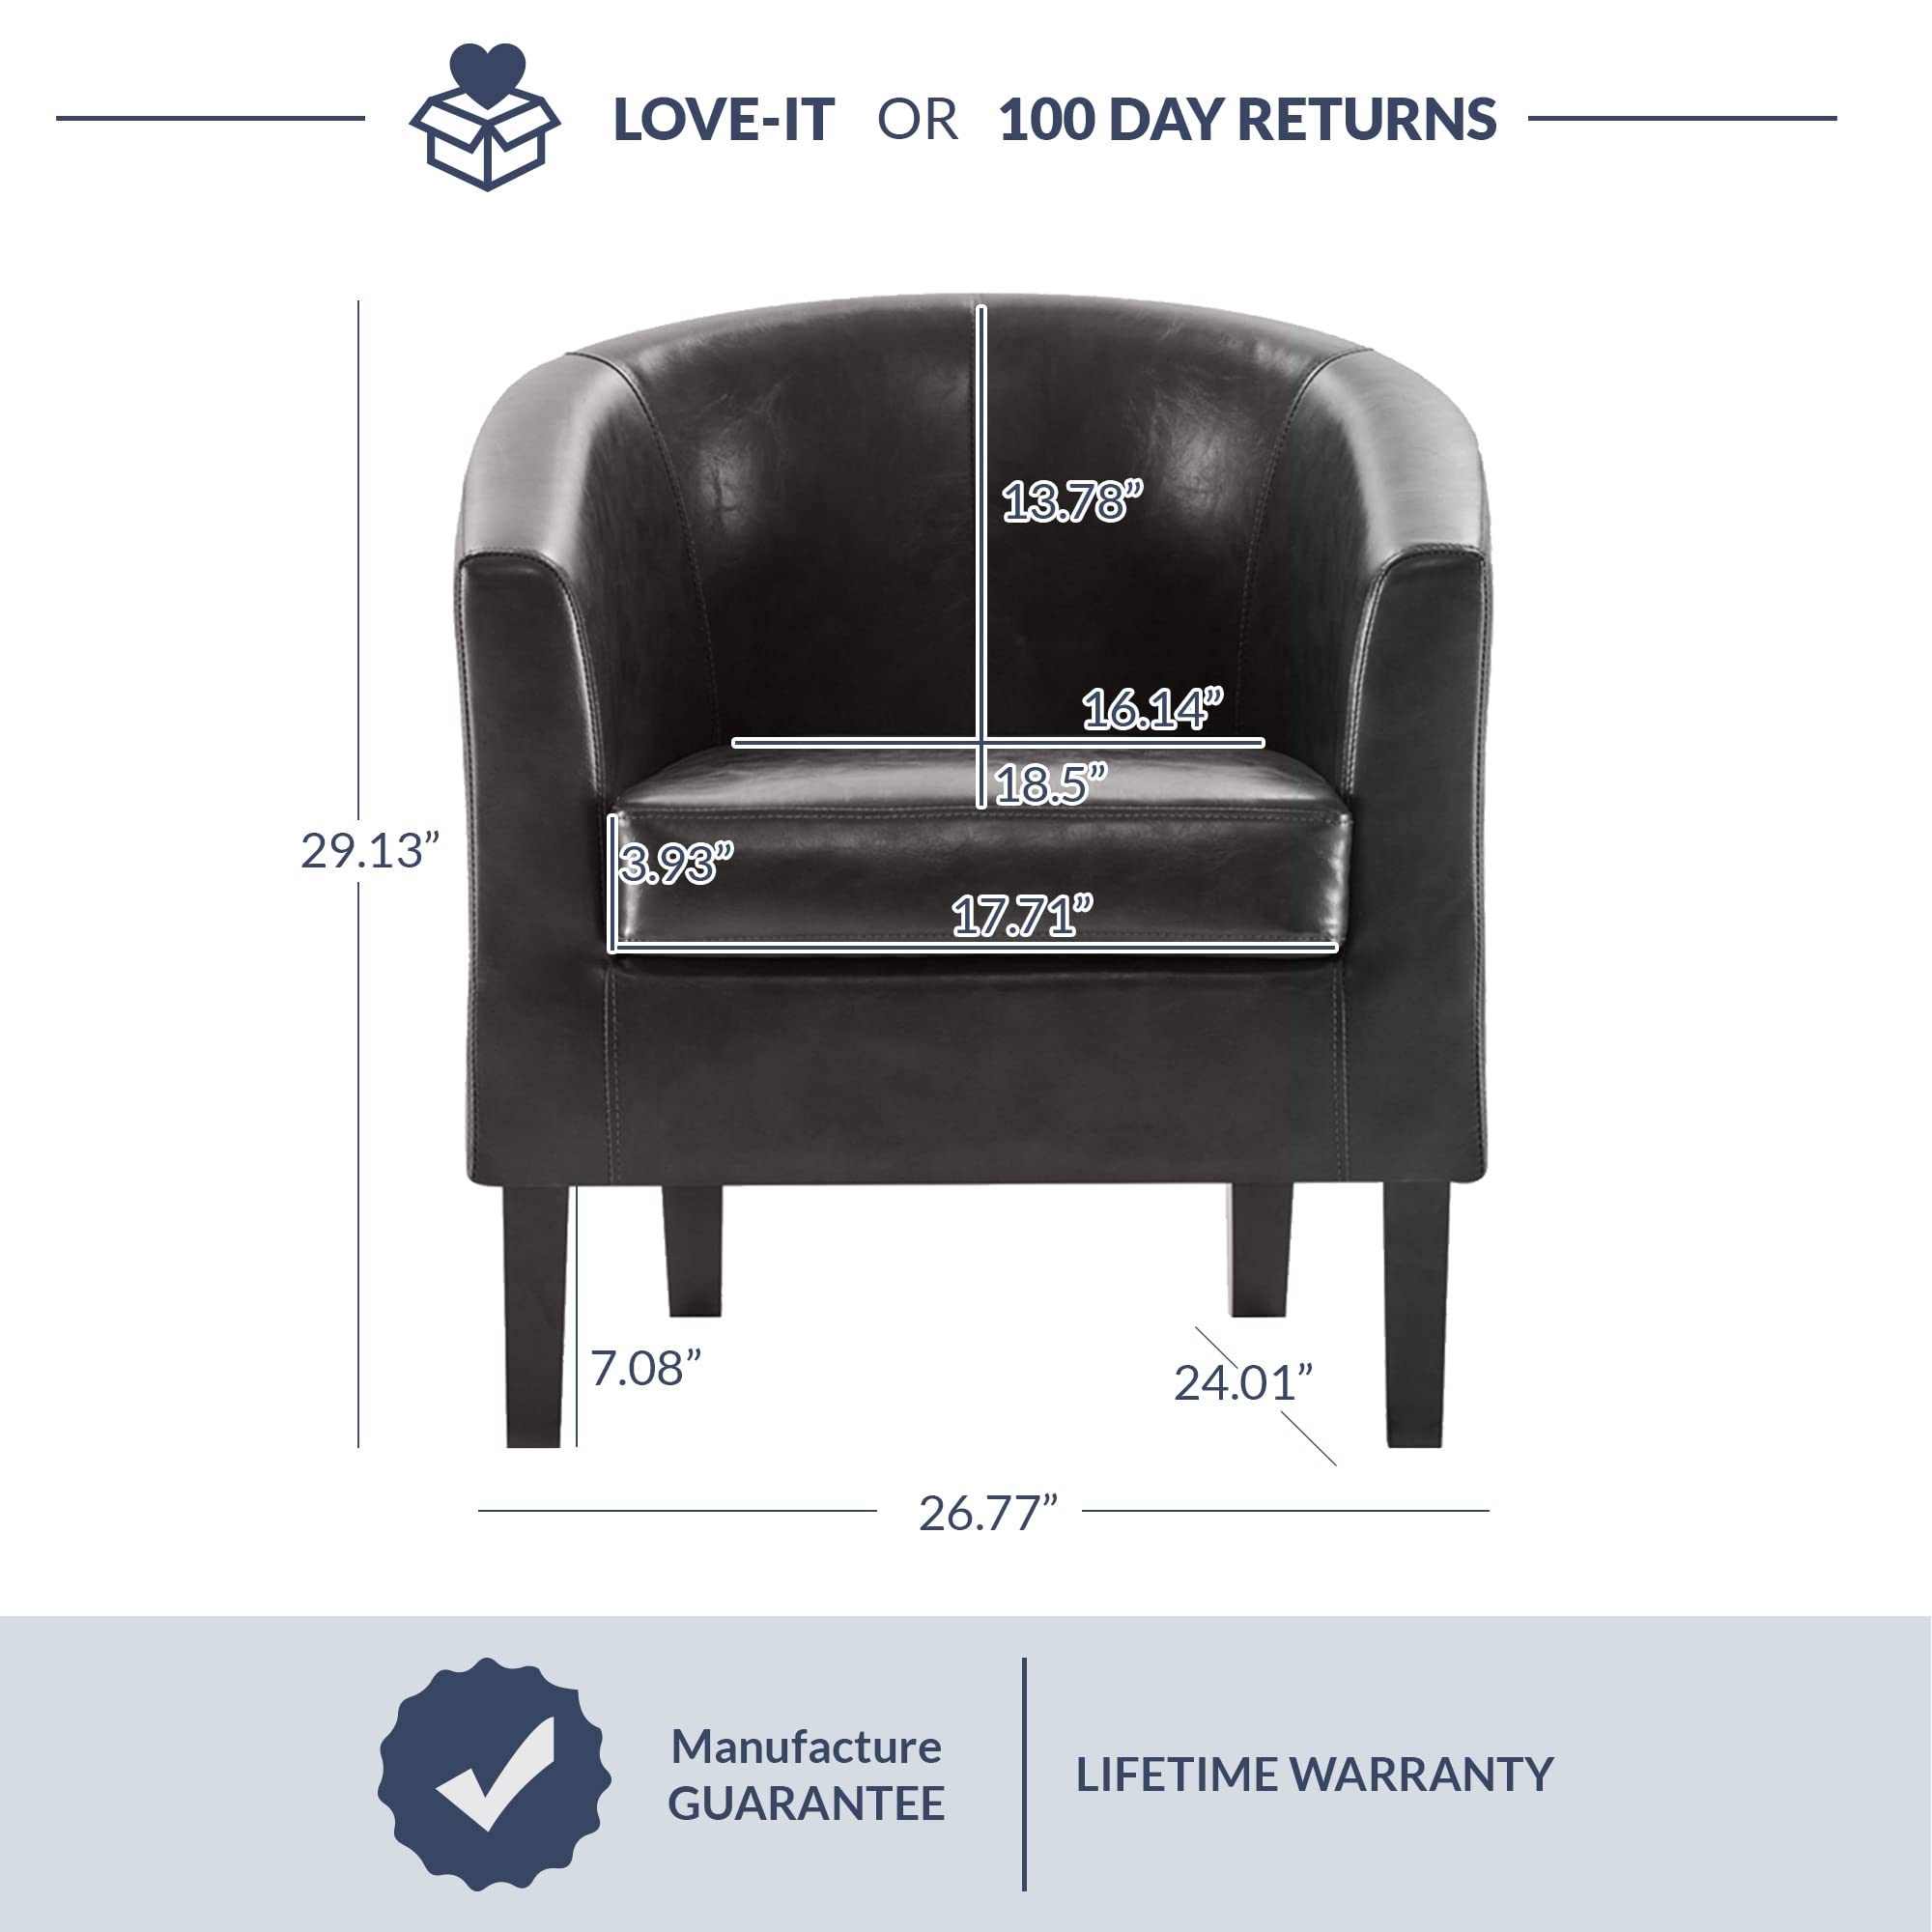 LOVE-IT OR 100 DAY RETURNS
13.78”
16.14”
18.5”
29.13”
3.93”
17.71”
7.08”
24.01”
26.77”
Manufacture
GUARANTEE
LIFETIME WARRANTY